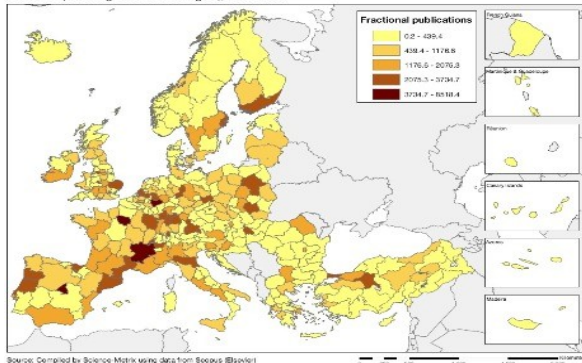 Fractional publications
0.2 - 439.4
439.4 - 1176.6
1176.6 - 2075.3
2075.3 - 3734.7
3734.7 - 8518.4
French Guiana
Martinique & Guadeloupe
Réunion
Canary Islands
Azores
Madeira
Source: Compiled by Science-Metrix using data from Scopus (Elsevier)